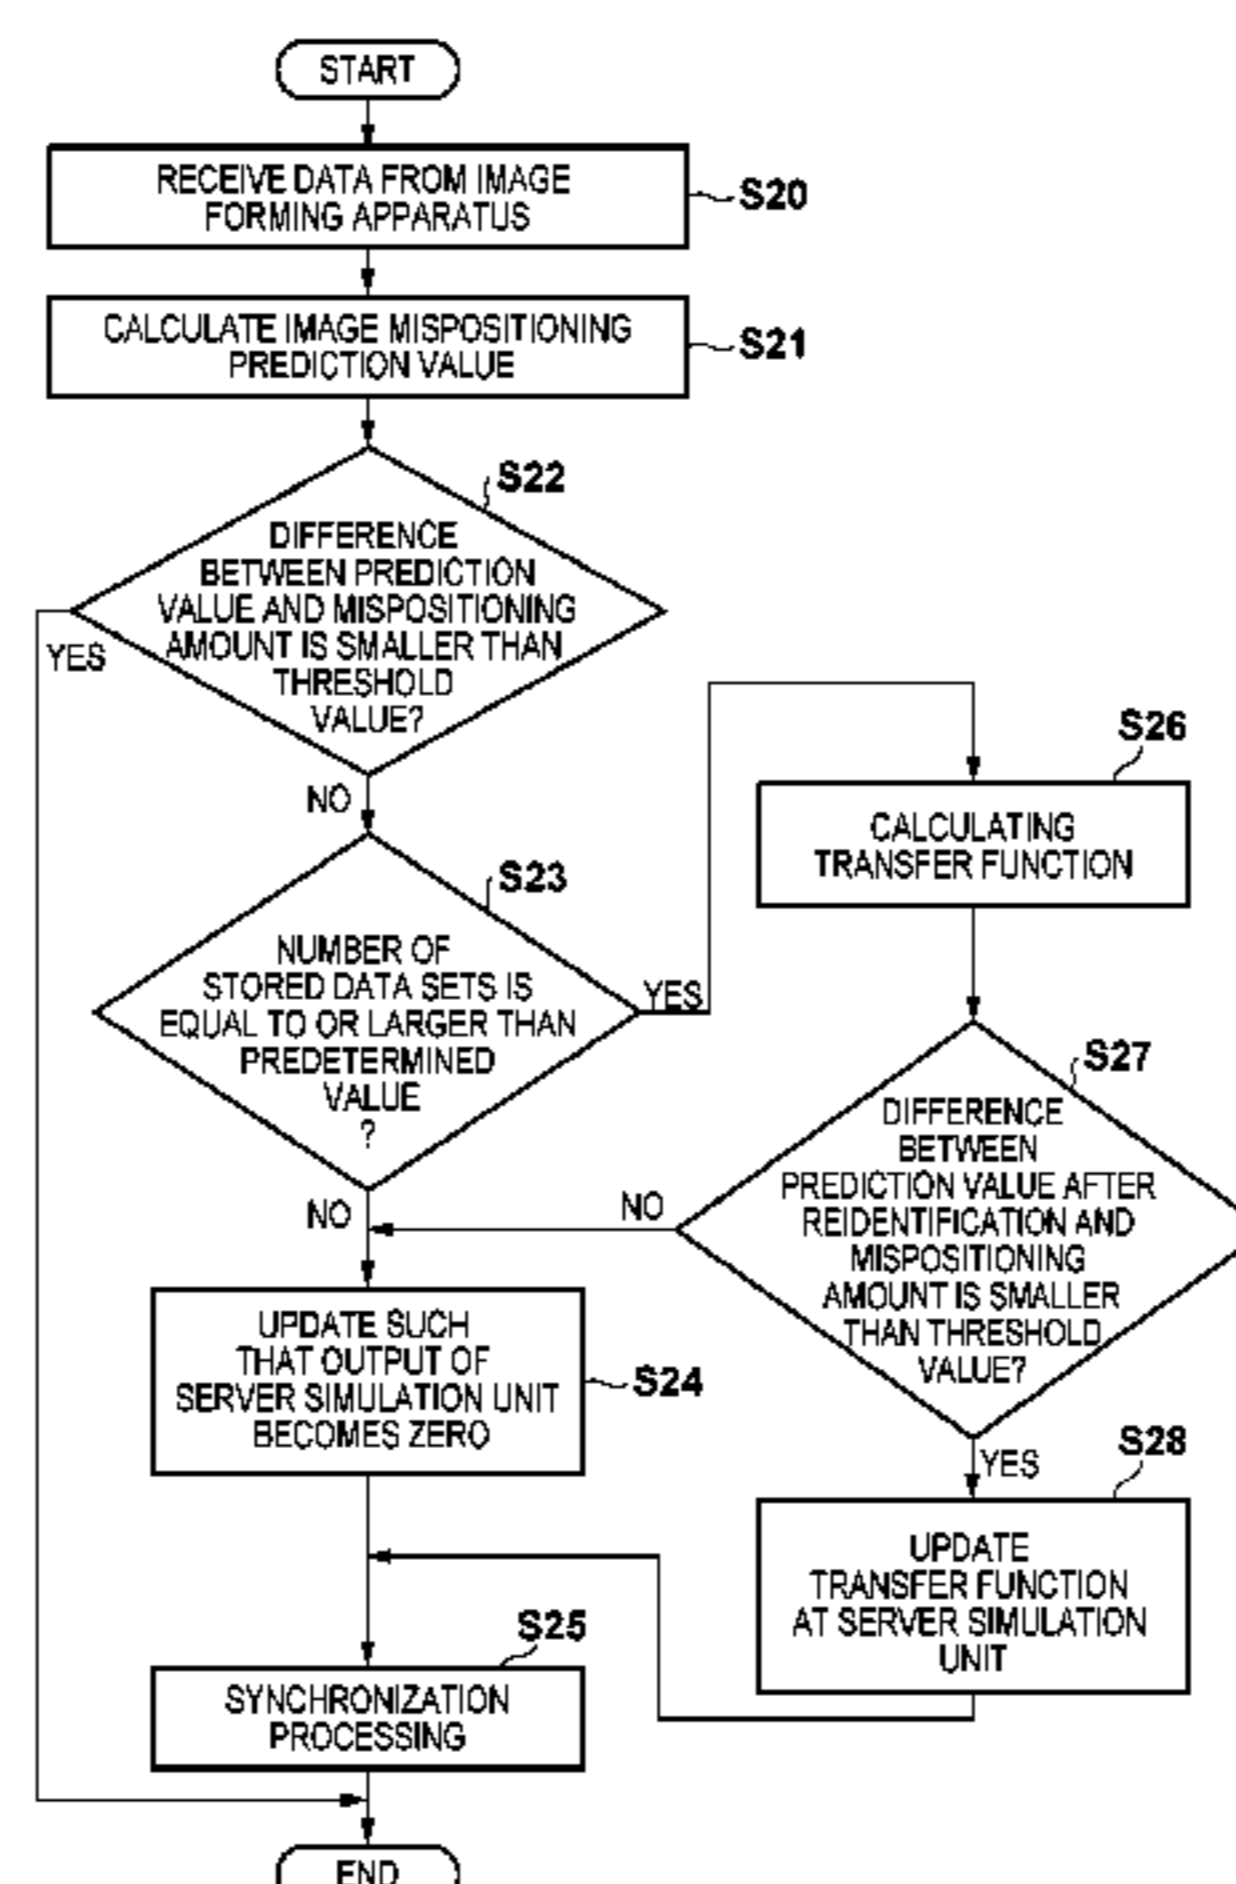 START
RECEIVE DATA FROM IMAGE
FORMING APPARATUS
S20
CALCULATE IMAGE MISPOSITIONING
PREDICTION VALUE
S21
S22
DIFFERENCE
BETWEEN PREDICTION
VALUE AND MISPOSITIONING
AMOUNT IS SMALLER THAN
THRESHOLD
VALUE?
YES
NO
S23
NUMBER OF
STORED DATA SETS IS
EQUAL TO OR LARGER THAN
PREDETERMINED
VALUE
?
YES
NO
S26
CALCULATING
TRANSFER FUNCTION
S27
DIFFERENCE
BETWEEN
PREDICTION VALUE AFTER
REIDENTIFICATION AND
MISPOSITIONING
AMOUNT IS SMALLER
THAN THRESHOLD
VALUE?
NO
YES
UPDATE SUCH
THAT OUTPUT OF
SERVER SIMULATION UNIT
BECOMES ZERO
S24
S28
UPDATE
TRANSFER FUNCTION
AT SERVER SIMULATION
UNIT
S25
SYNCHRONIZATION
PROCESSING
END